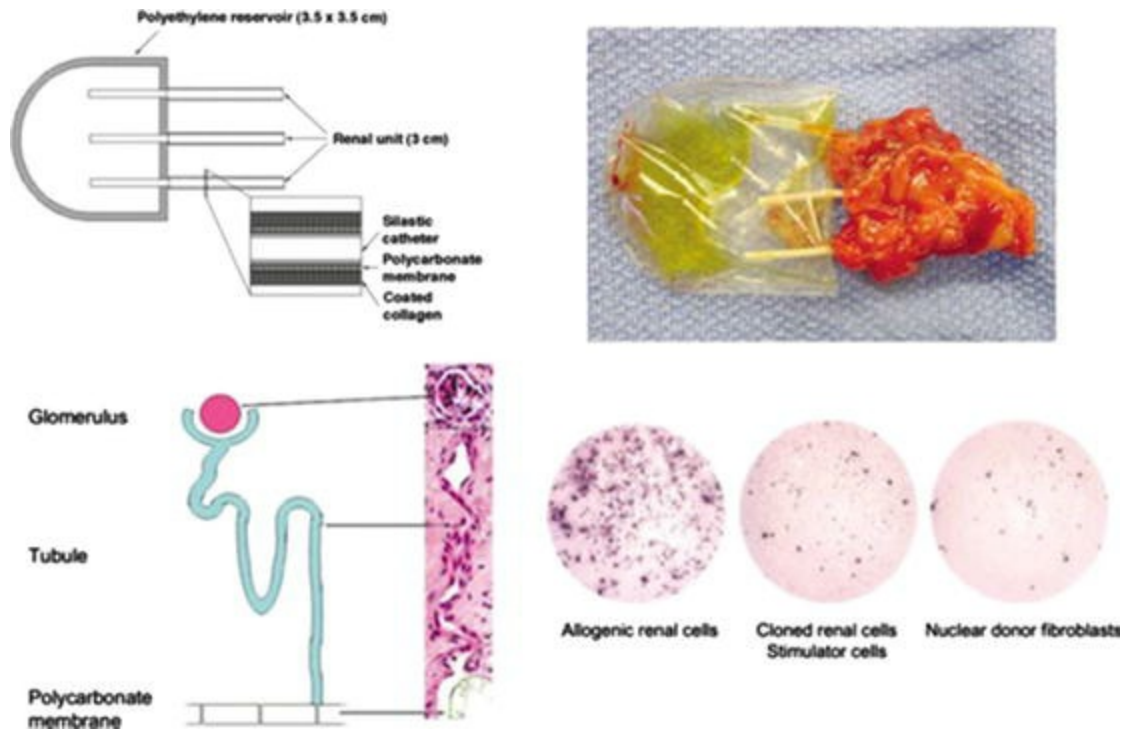 Polyethylene reservoir (3.5 x 3.5 cm)
Renal unit (3 cm)
Silastic
catheter
Polycarbonate
membrane
Coated
collagen
Glomerulus
Tubule
Polycarbonate
membrane
Allogenic renal cells
Cloned renal cells
Stimulator cells
Nuclear donor fibroblasts